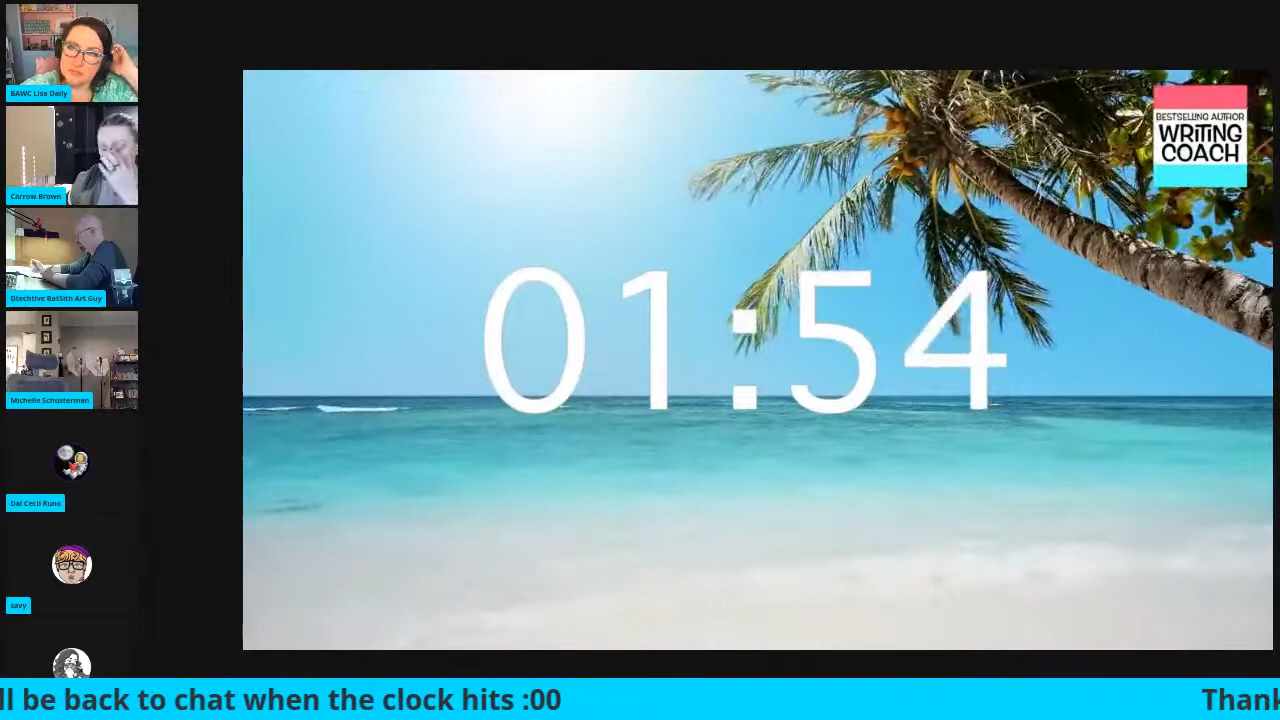 BAWC Lisa Daily
Carrow Brown
Dtechtive BatSith Art Guy
Michelle Schusterman
Dal Cecil Runo
savy
01:54
BESTSELLING AUTHOR
WRITING
COACH
ll be back to chat when the clock hits :00
Thank